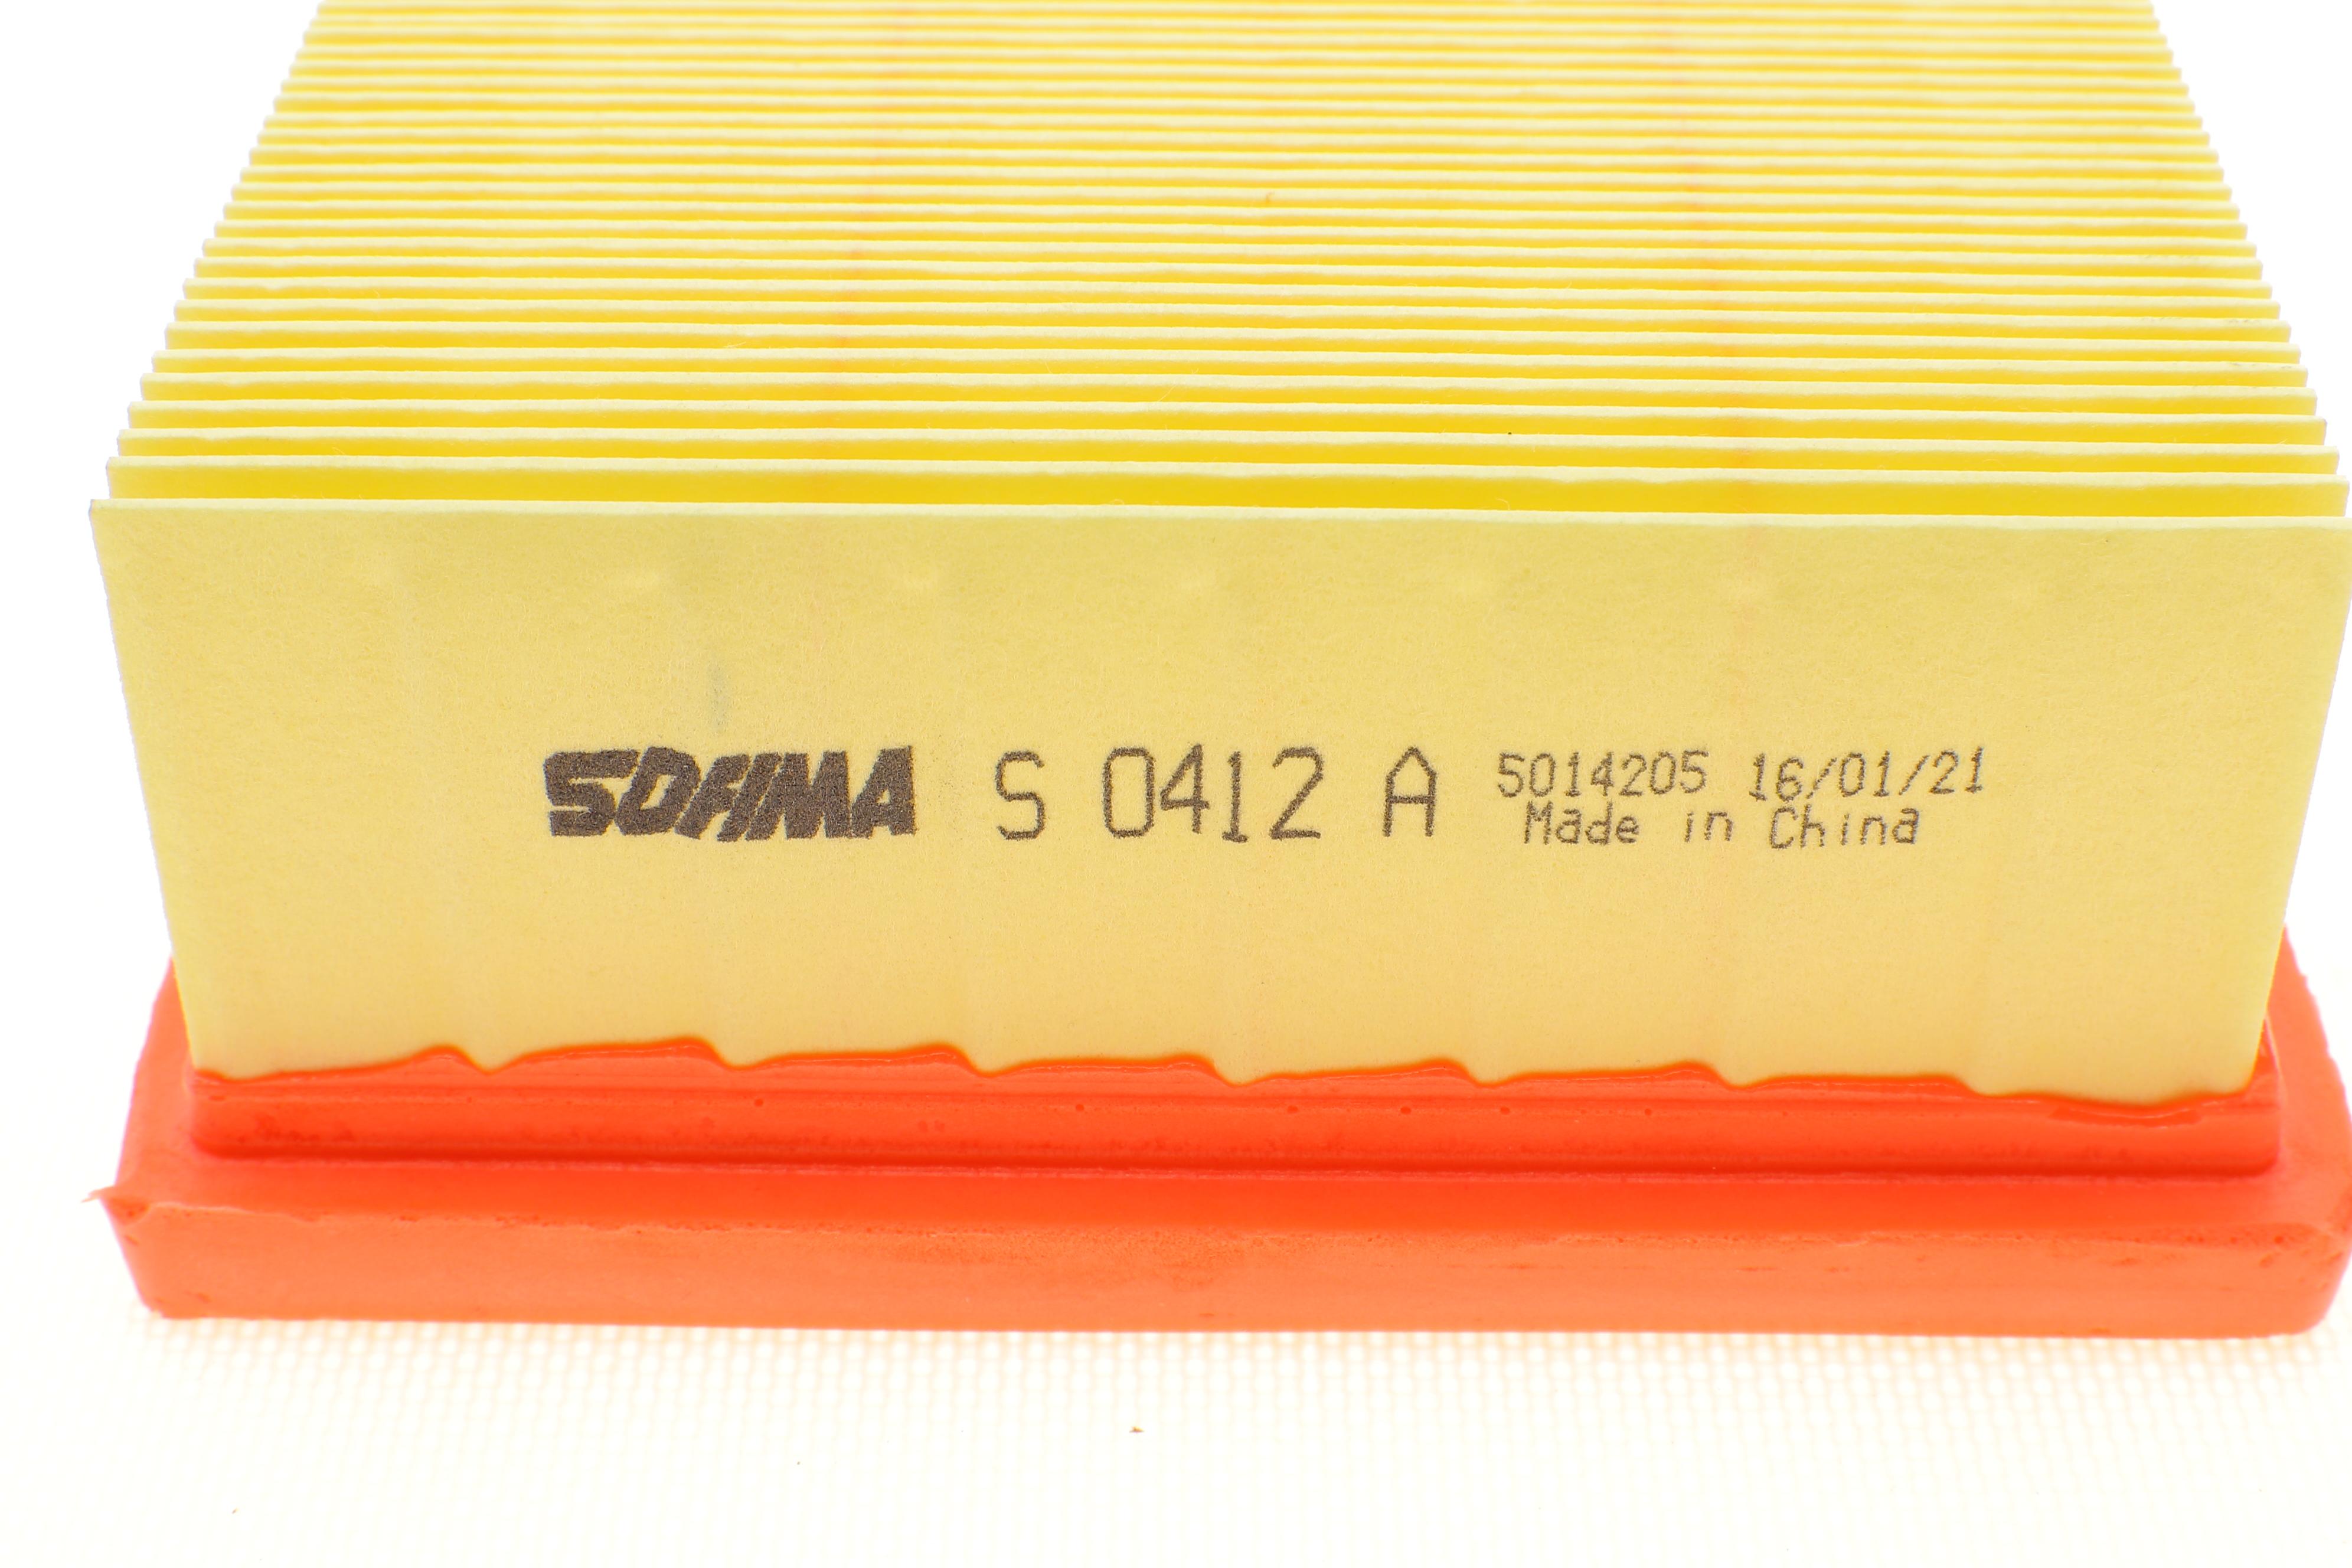 SOFIMA S 0412 A 5014205 16/01/21
Made in China